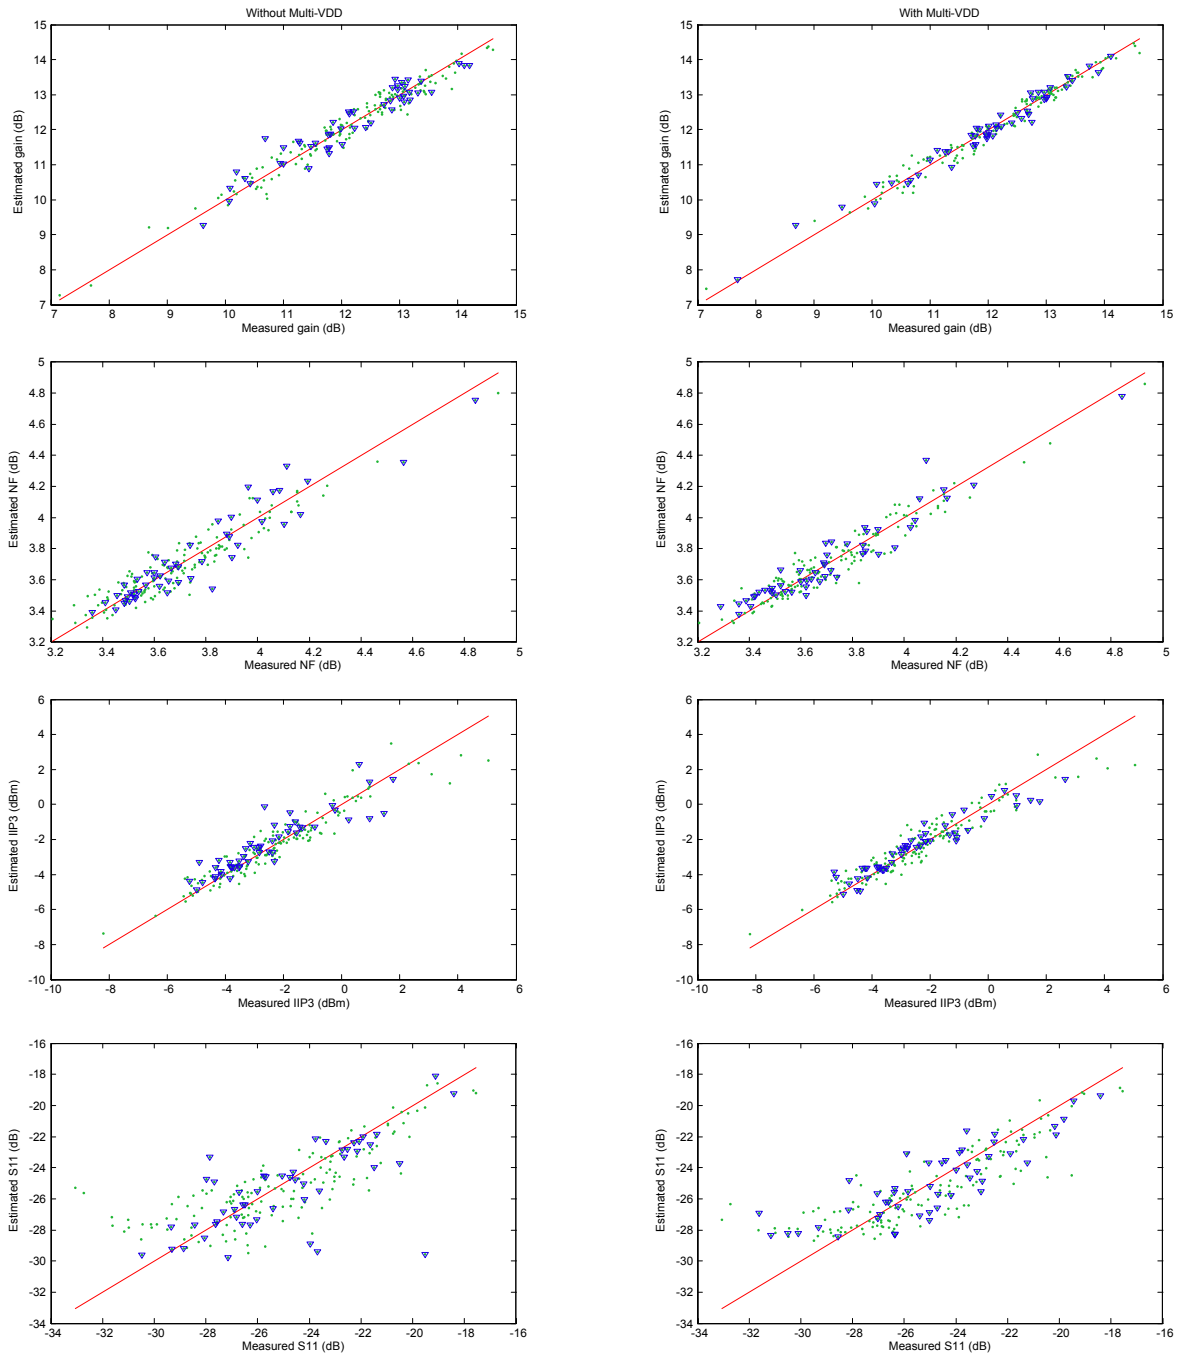 Without Multi-VDD
15
14
13
12
11
10
9
8
7
Estimated gain (dB)
7 8 9 10 11 12 13 14 15
Measured gain (dB)
With Multi-VDD
15
14
13
12
11
10
9
8
7
Estimated gain (dB)
7 8 9 10 11 12 13 14 15
Measured gain (dB)
5
4.8
4.6
4.4
4.2
4
3.8
3.6
3.4
3.2
Estimated NF (dB)
3.2 3.4 3.6 3.8 4 4.2 4.4 4.6 4.8 5
Measured NF (dB)
5
4.8
4.6
4.4
4.2
4
3.8
3.6
3.4
3.2
Estimated NF (dB)
3.2 3.4 3.6 3.8 4 4.2 4.4 4.6 4.8 5
Measured NF (dB)
6
4
2
0
-2
-4
-6
-8
-10
Estimated IIP3 (dBm)
-10 -8 -6 -4 -2 0 2 4 6
Measured IIP3 (dBm)
6
4
2
0
-2
-4
-6
-8
-10
Estimated IIP3 (dBm)
-10 -8 -6 -4 -2 0 2 4 6
Measured IIP3 (dBm)
-16
-18
-20
-22
-24
-26
-28
-30
-32
-34
Estimated S11 (dB)
-34 -32 -30 -28 -26 -24 -22 -20 -18 -16
Measured S11 (dB)
-16
-18
-20
-22
-24
-26
-28
-30
-32
-34
Estimated S11 (dB)
-34 -32 -30 -28 -26 -24 -22 -20 -18 -16
Measured S11 (dB)